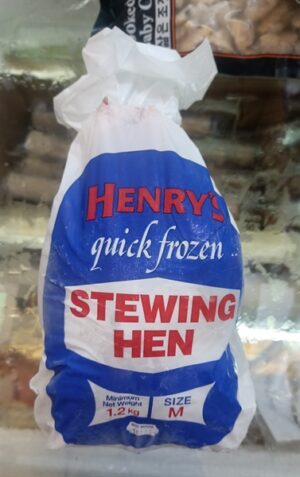 HENRY'S
quick frozen
STEWING
HEN
Minimum
Net Weight
1.2 kg
SIZE
M